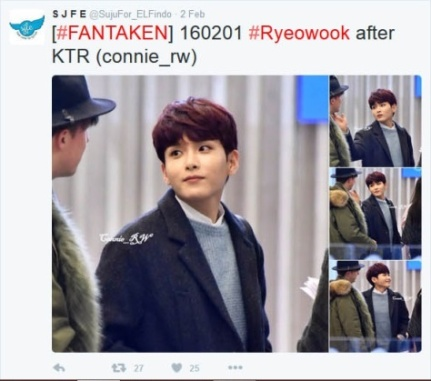 S J F E @SujuFor_ELFindo · 2 Feb
[#FANTAKEN] 160201 #Ryeowook after
KTR (connie_rw)
Connie_RW
27 25